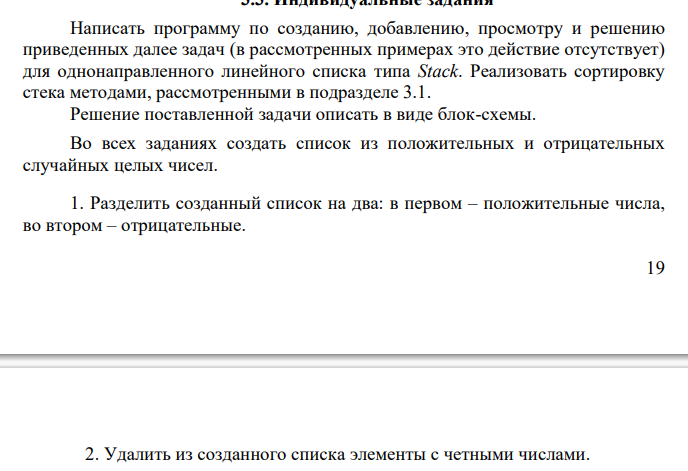 3.3. Индивидуальные задания
Написать программу по созданию, добавлению, просмотру и решению
приведенных далее задач (в рассмотренных примерах это действие отсутствует)
для однонаправленного линейного списка типа Stack. Реализовать сортировку
стека методами, рассмотренными в подразделе 3.1.
Решение поставленной задачи описать в виде блок-схемы.
Во всех заданиях создать список из положительных и отрицательных
случайных целых чисел.
1. Разделить созданный список на два: в первом – положительные числа,
во втором – отрицательные.
19
2. Удалить из созданного списка элементы с четными числами.